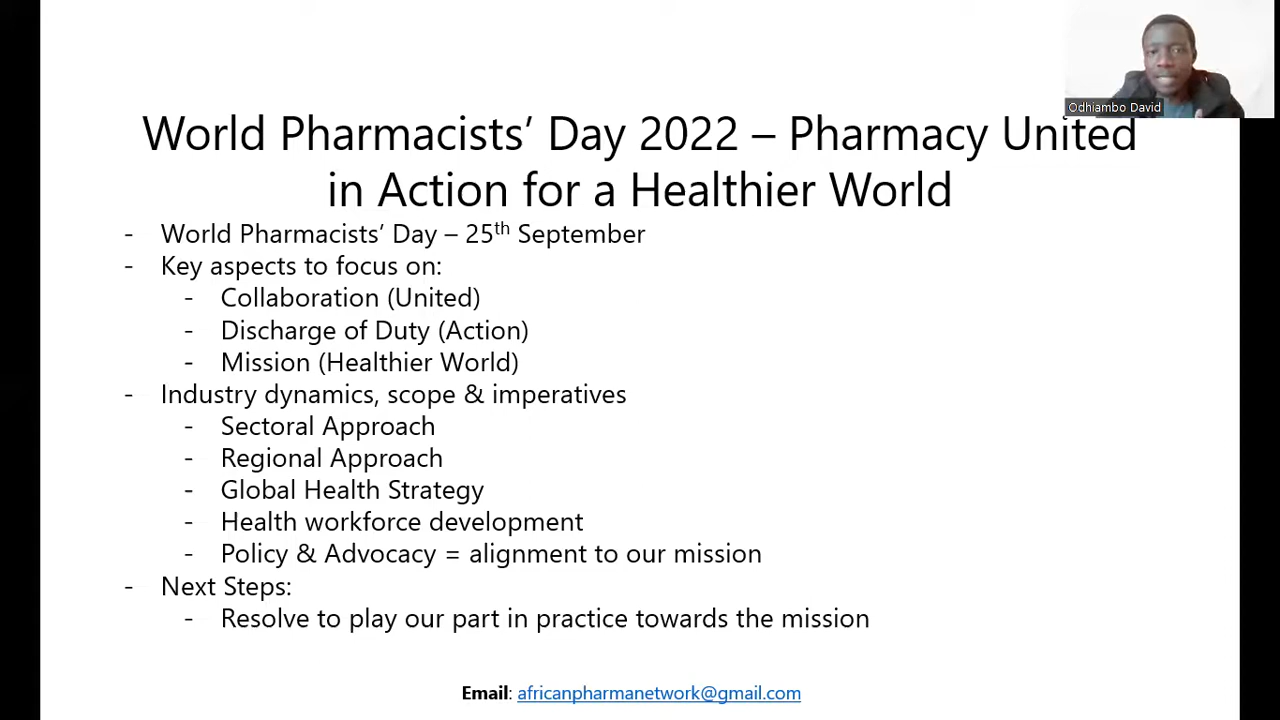 Odhiambo David
World Pharmacists’ Day 2022 – Pharmacy United
in Action for a Healthier World
- World Pharmacists’ Day – 25th September
- Key aspects to focus on:
- Collaboration (United)
- Discharge of Duty (Action)
- Mission (Healthier World)
- Industry dynamics, scope & imperatives
- Sectoral Approach
- Regional Approach
- Global Health Strategy
- Health workforce development
- Policy & Advocacy = alignment to our mission
- Next Steps:
- Resolve to play our part in practice towards the mission
Email: africanpharmanetwork@gmail.com